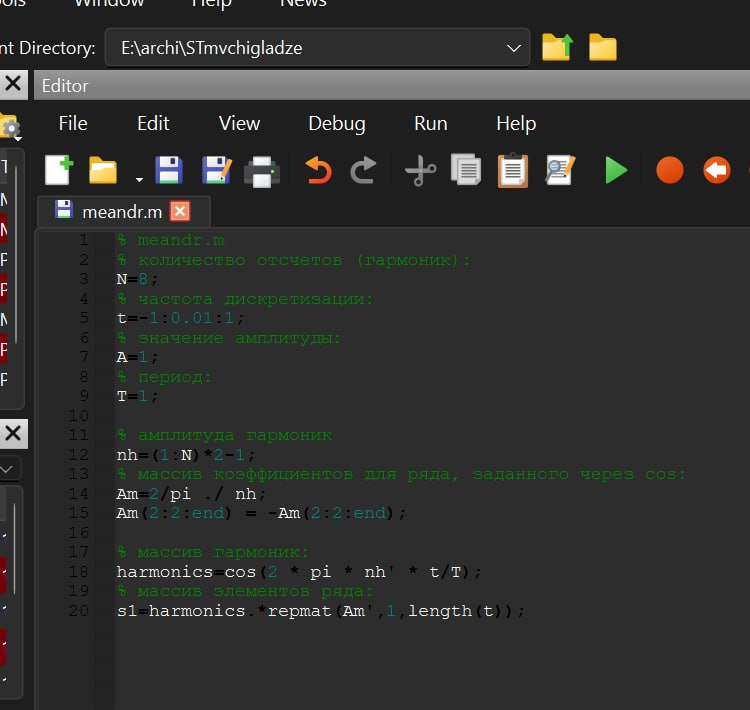 Window
Help
News
nt Directory:
E:\archi\STmvchigladze
Editor
File
Edit
View
Debug
Run
Help
meandr.m
1 % meandr.m
2 % количество отсчетов (гармоник):
3 N=8;
4 % частота дискретизации:
5 t=-1:0.01:1;
6 % значение амплитуды:
7 A=1;
8 % период:
9 T=1;
10
11 % амплитуда гармоник
12 nh=(1:N)*2-1;
13 % массив коэффициентов для ряда, заданного через cos:
14 Am=2/pi ./ nh;
15 Am(2:2:end) = -Am(2:2:end);
16
17 % массив гармоник:
18 harmonics=cos(2 * pi * nh' * t/T);
19 % массив элементов ряда:
20 s1=harmonics.*repmat(Am',1,length(t));